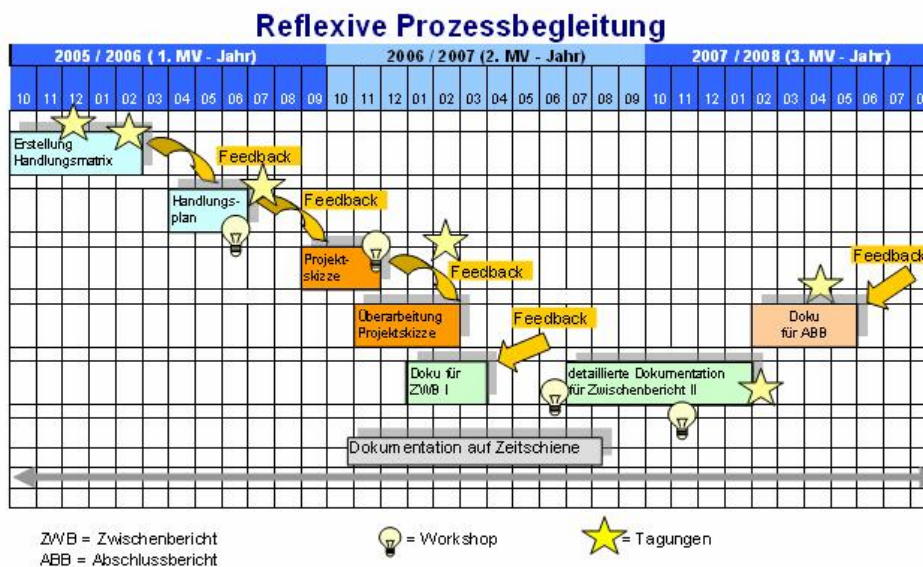 Reflexive Prozessbegleitung
2005 / 2006 ( 1. MV - Jahr)
2006 / 2007 (2. MV - Jahr)
2007 / 2008 (3. MV - Jahr)
10 11 12 01 02 03 04 05 06 07 08 09 10 11 12 01 02 03 04 05 06 07 08 09 10 11 12 01 02 03 04 05 06 07
Erstellung
Handlungsmatrix
Feedback
Handlungs-
plan
Feedback
Projekt-
skizze
Feedback
Feedback
Überarbeitung
Projektskizze
Feedback
Doku
für ABB
Doku für
ZWB I
detaillierte Dokumentation
für Zwischenbericht II
Dokumentation auf Zeitschiene
ZWB = Zwischenbericht
ABB = Abschlussbericht
= Workshop
= Tagungen